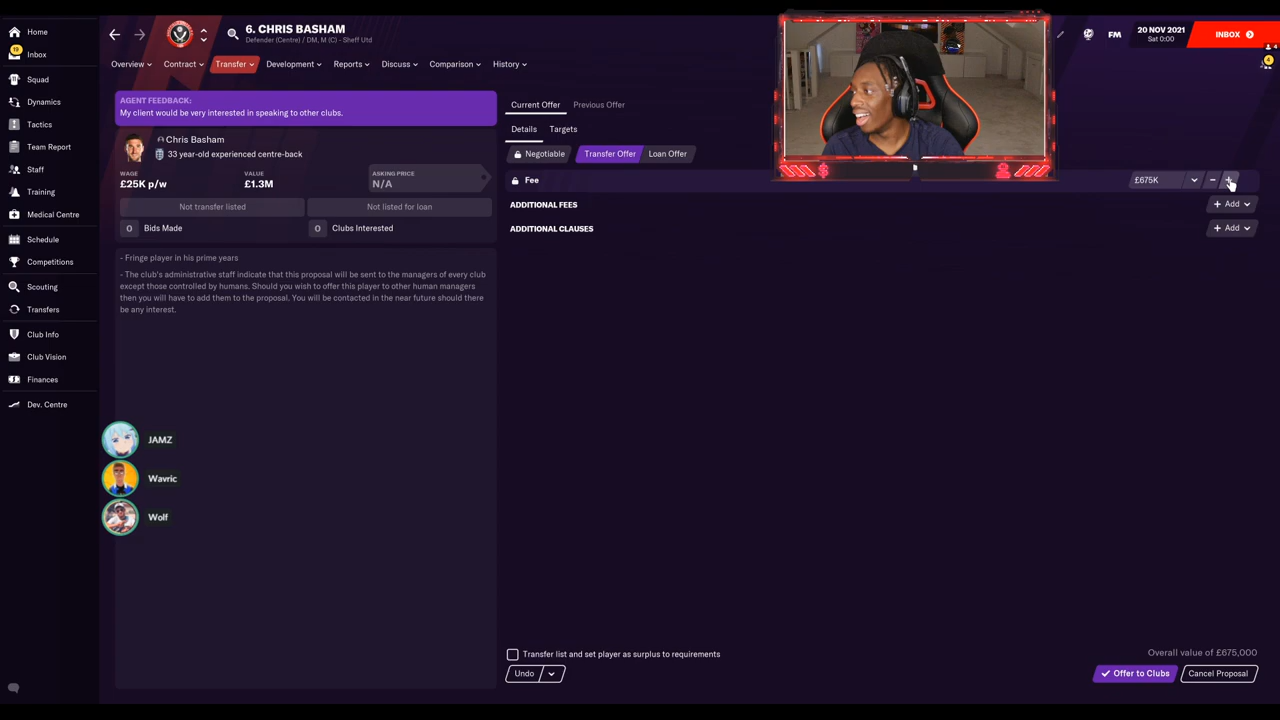 Home
19
Inbox
Squad
Dynamics
Tactics
Team Report
Staff
Training
Medical Centre
Schedule
Competitions
Scouting
Transfers
Club Info
Club Vision
Finances
Dev. Centre
6. CHRIS BASHAM
Defender (Centre) / DM, M (C) - Sheff Utd
FM
20 NOV 2021
Sat 0:00
INBOX
4
4
Overview
Contract
Transfer
Development
Reports
Discuss
Comparison
History
AGENT FEEDBACK:
My client would be very interested in speaking to other clubs.
Chris Basham
33 year-old experienced centre-back
WAGE
£25K p/w
VALUE
£1.3M
ASKING PRICE
N/A
Not transfer listed
Not listed for loan
0 Bids Made
0 Clubs Interested
- Fringe player in his prime years
- The club's administrative staff indicate that this proposal will be sent to the managers of every club
except those controlled by humans. Should you wish to offer this player to other human managers
then you will have to add them to the proposal. You will be contacted in the near future should there
be any interest.
JAMZ
Wavric
Wolf
Current Offer
Previous Offer
Details
Targets
Negotiable
Transfer Offer
Loan Offer
Fee
£675K
ADDITIONAL FEES
+ Add
ADDITIONAL CLAUSES
+ Add
Transfer list and set player as surplus to requirements
Overall value of £675,000
Undo
Offer to Clubs
Cancel Proposal